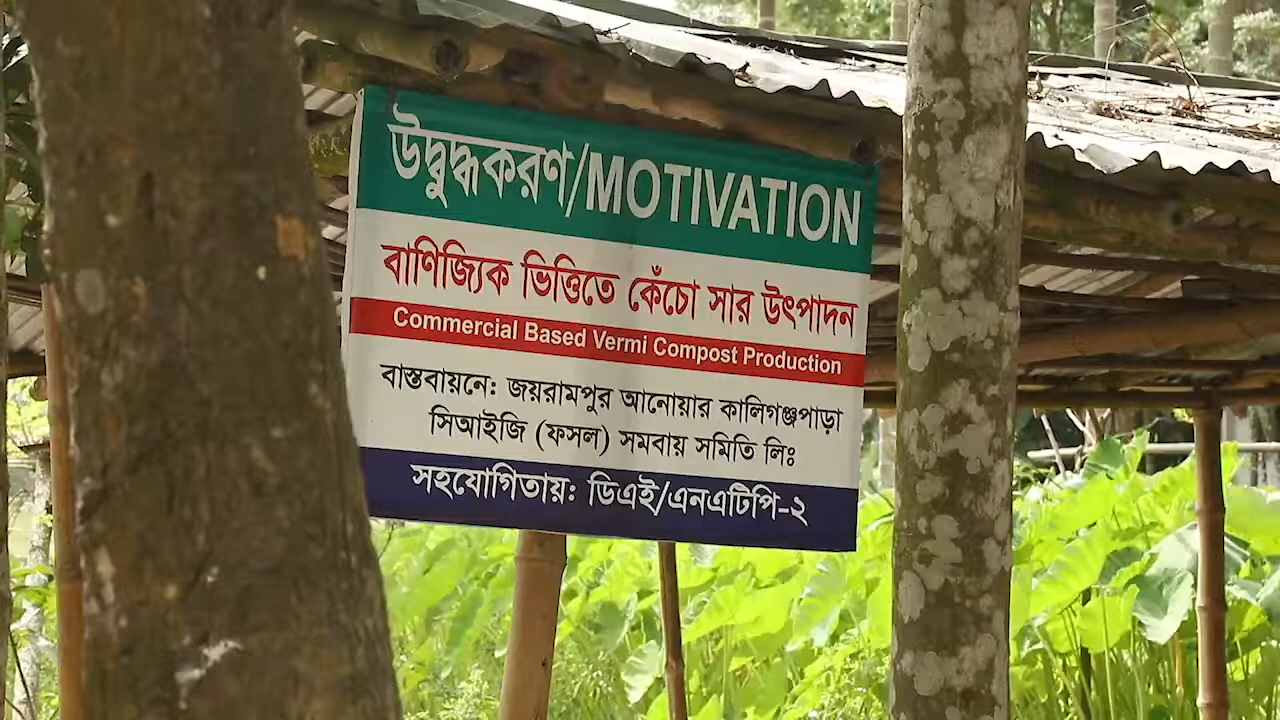 উদ্বুদ্ধকরণ/MOTIVATION
বাণিজ্যিক ভিত্তিতে কেঁচো সার উৎপাদন
Commercial Based Vermi Compost Production
বাস্তবায়নে: জয়রামপুর আনোয়ার কালিগঞ্জপাড়া
সিআইজি (ফসল) সমবায় সমিতি লিঃ
সহযোগিতায়: ডিএই/এনএটিপি-২